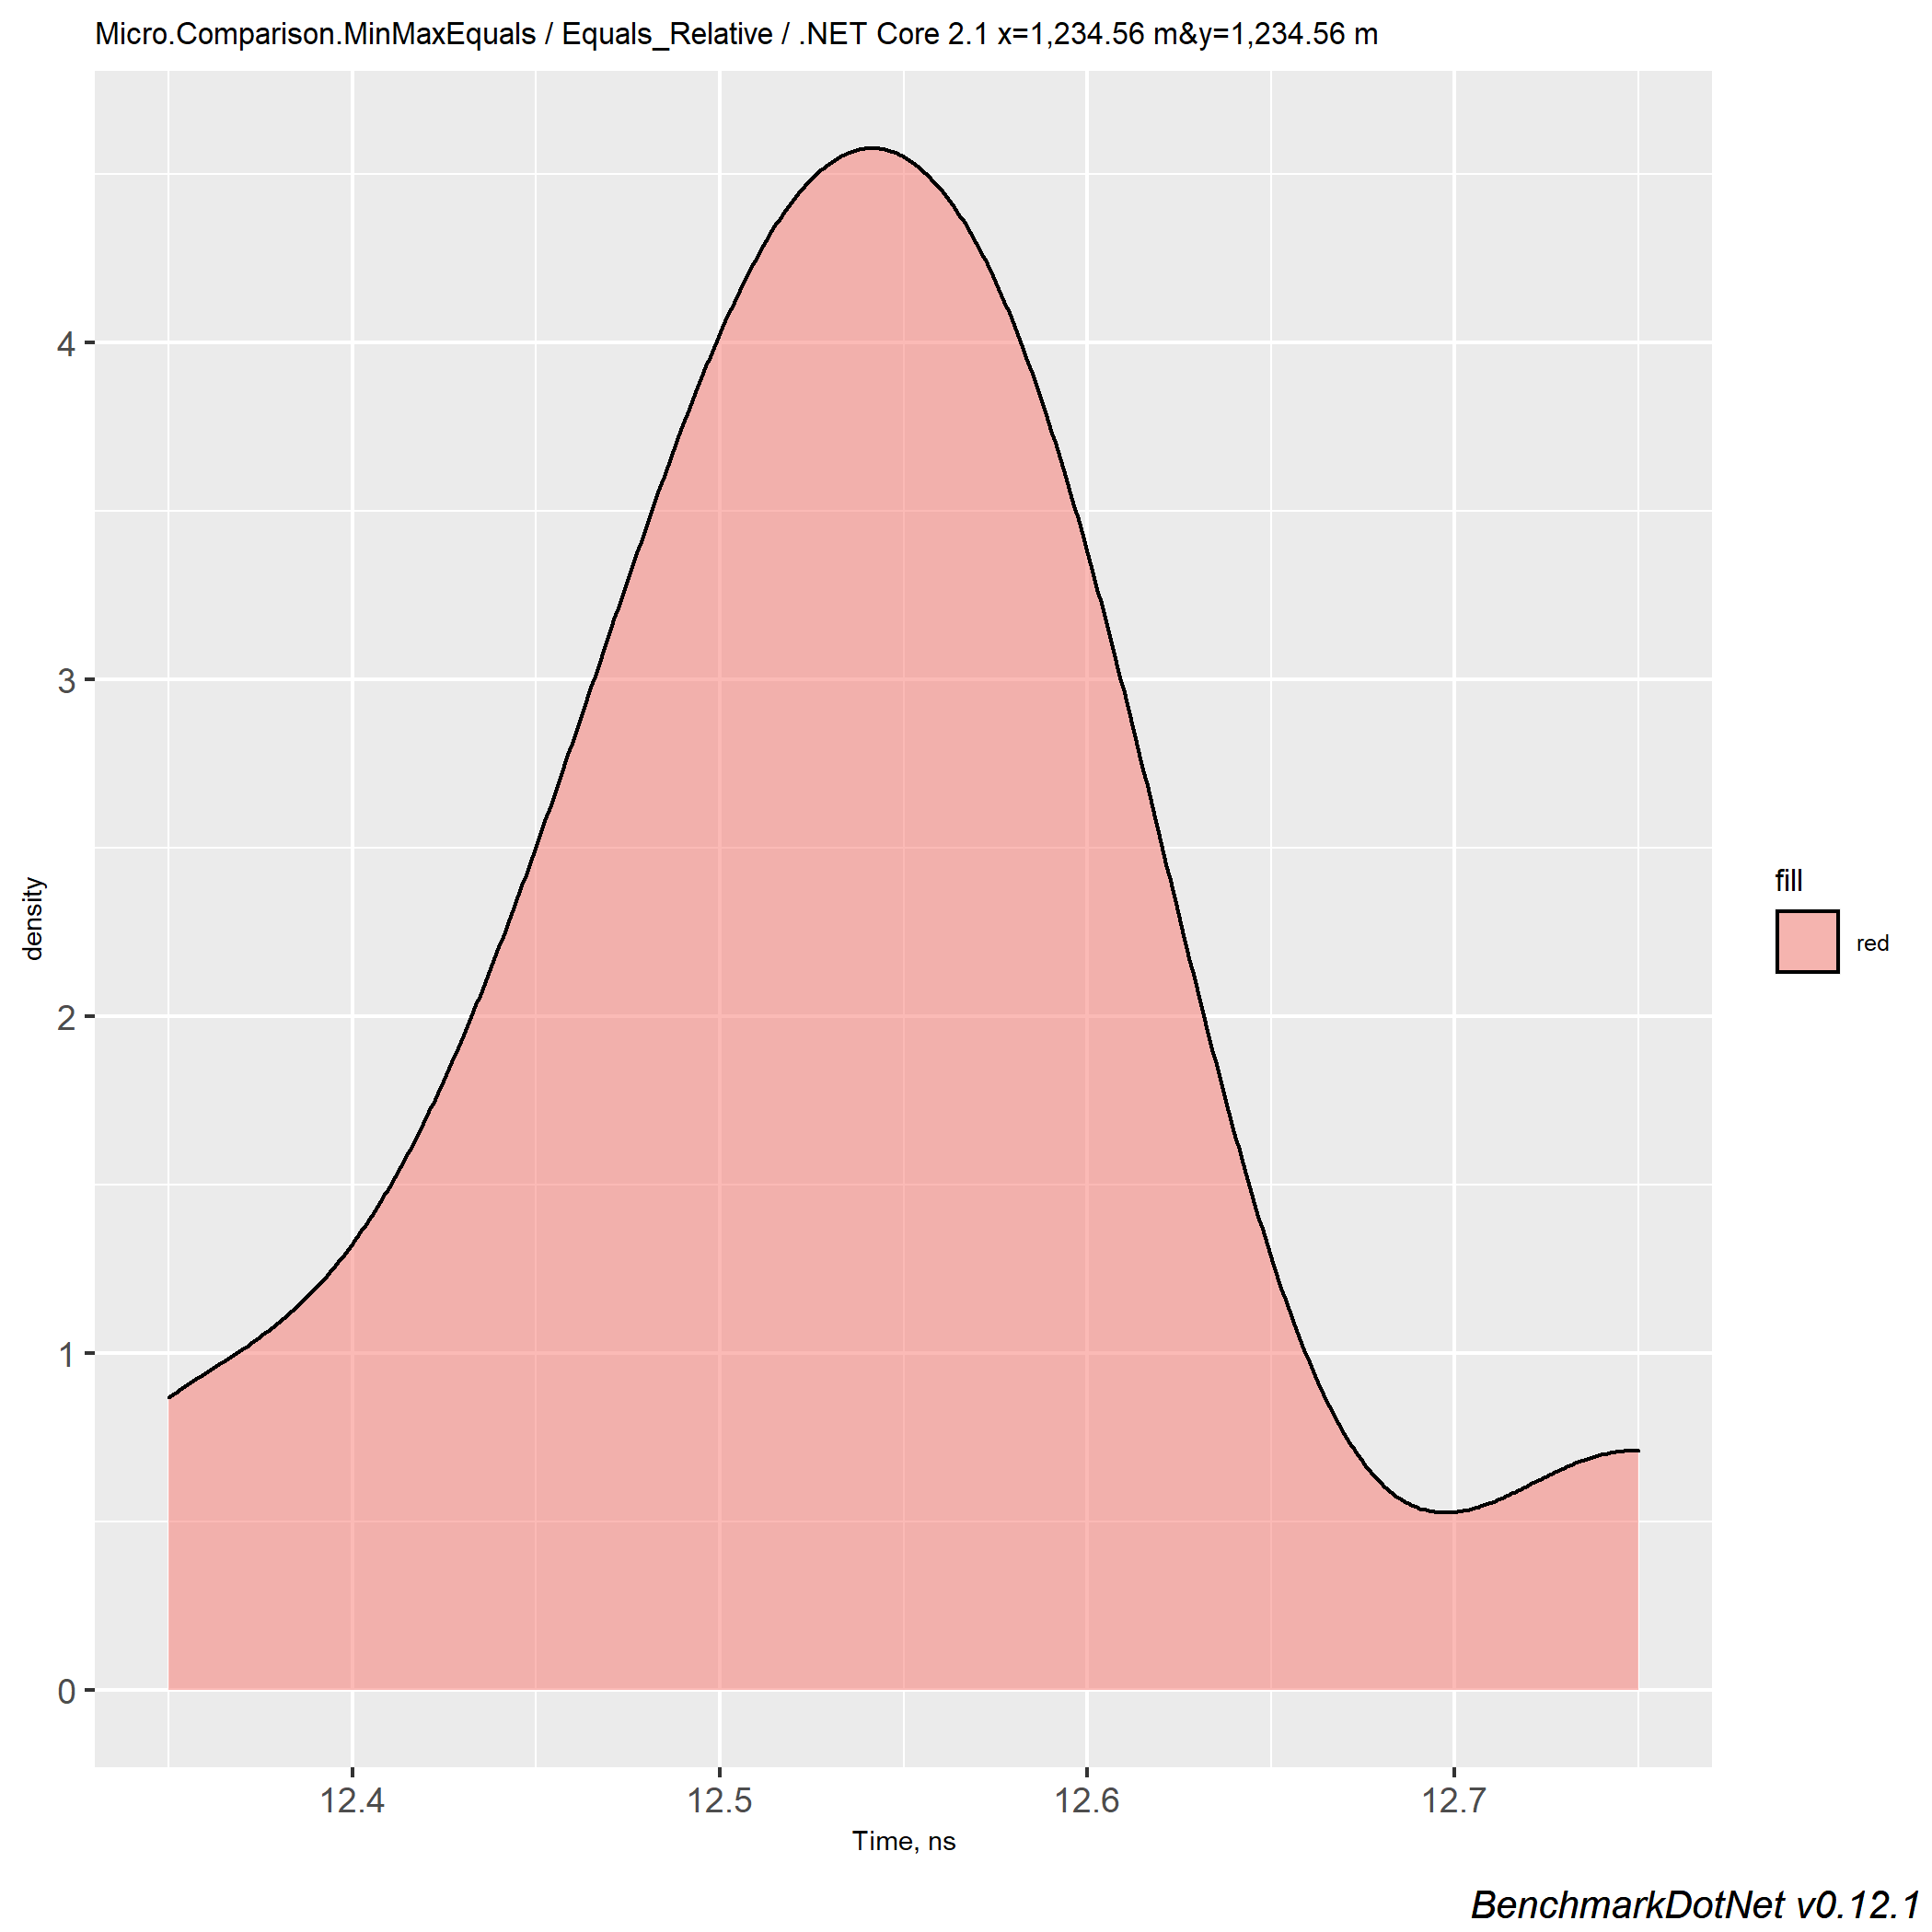 Micro.Comparison.MinMaxEquals / Equals_Relative / .NET Core 2.1 x=1,234.56 m&y=1,234.56 m
density
4
3
2
1
0
12.4 12.5 12.6 12.7
Time, ns
fill
red
BenchmarkDotNet v0.12.1